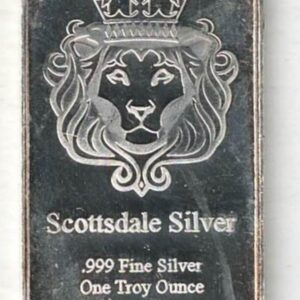 Scottsdale Silver
.999 Fine Silver
One Troy Ounce